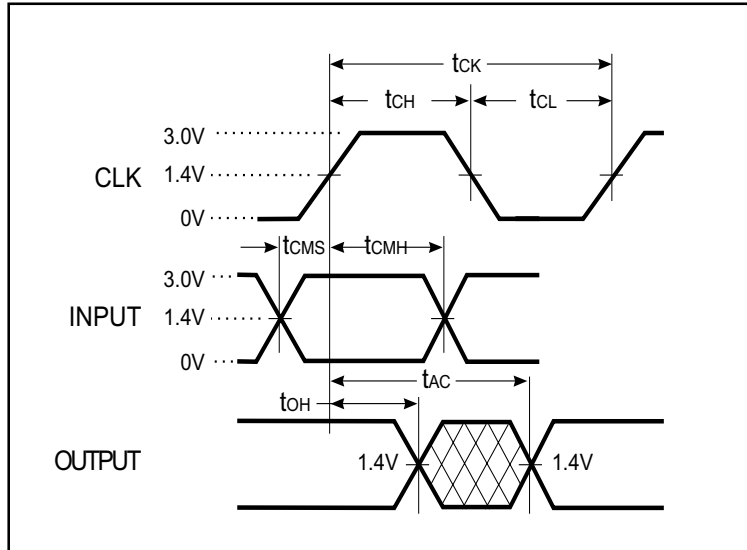 tCK
tCH tCL
3.0V
CLK 1.4V
0V
tCMS tCMH
3.0V
INPUT 1.4V
0V
tAC
tOH
OUTPUT 1.4V 1.4V